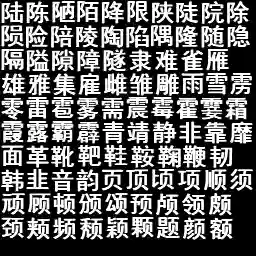 陆陈陋陌降限陕陡院除
陨险陪陵陶陷隅隆随隐
隔隘隙障隧隶难雀雁
雄雅集雇雌雏雕雨雪雳
零雷雹雾需震霉霍霎霜
霞露霸霹青靖静非靠靡
面革靴靶鞋鞍鞠鞭韧
韩韭音韵页顶顷项顺须
顽顾顿颁颂预颅领颇
颈颊频颓颖颗题颜额